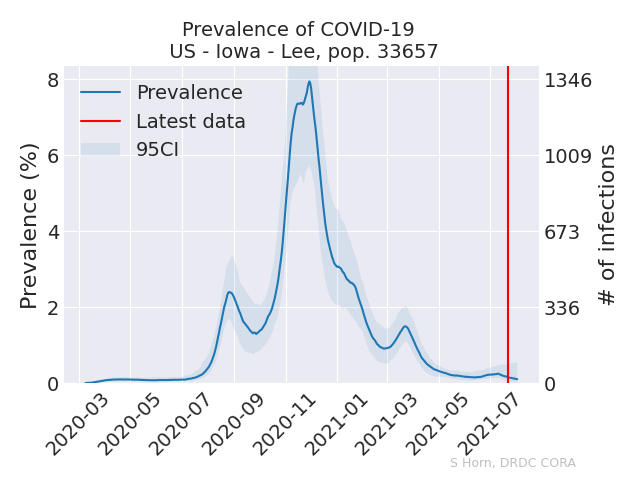 Prevalence of COVID-19
US - Iowa - Lee, pop. 33657
Prevalence
Latest data
95CI
Prevalence (%)
8
6
4
2
0
1346
1009
673
336
0
# of infections
2020-03
2020-05
2020-07
2020-09
2020-11
2021-01
2021-03
2021-05
2021-07
S Horn, DRDC CORA